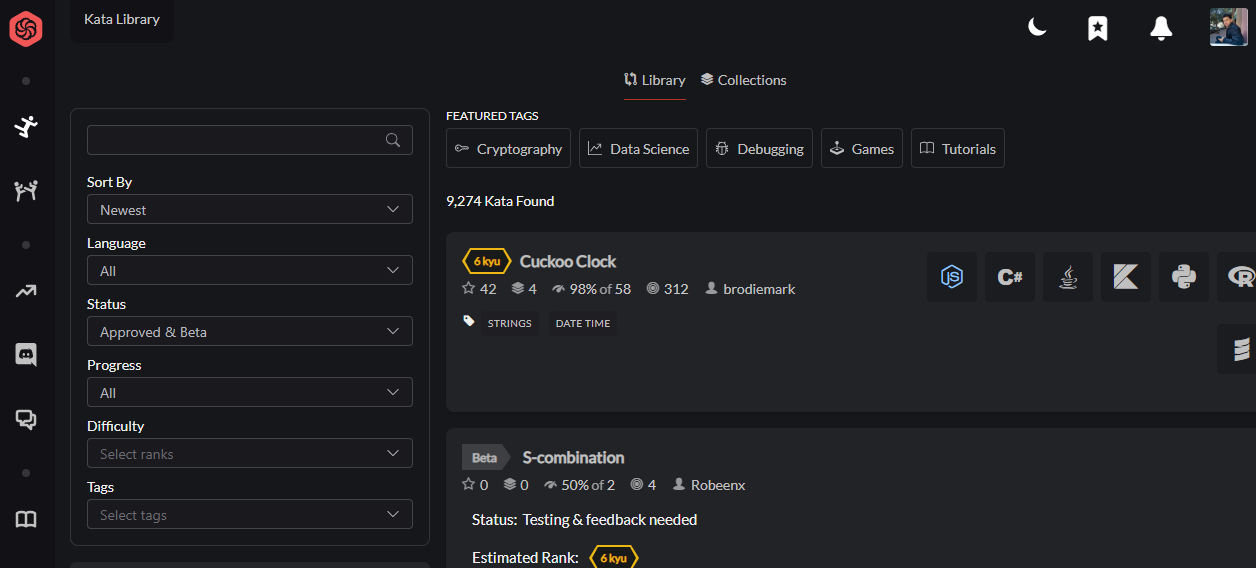 Kata Library
Library Collections
Sort By
Newest
Language
All
Status
Approved & Beta
Progress
All
Difficulty
Select ranks
Tags
Select tags
FEATURED TAGS
Cryptography Data Science Debugging Games Tutorials
9,274 Kata Found
6 kyu Cuckoo Clock
42 4 98% of 58 312 brodiemark
STRINGS DATE TIME
JS C# R
Beta S-combination
0 0 50% of 2 4 Robeenx
Status: Testing & feedback needed
Estimated Rank: 6 kyu